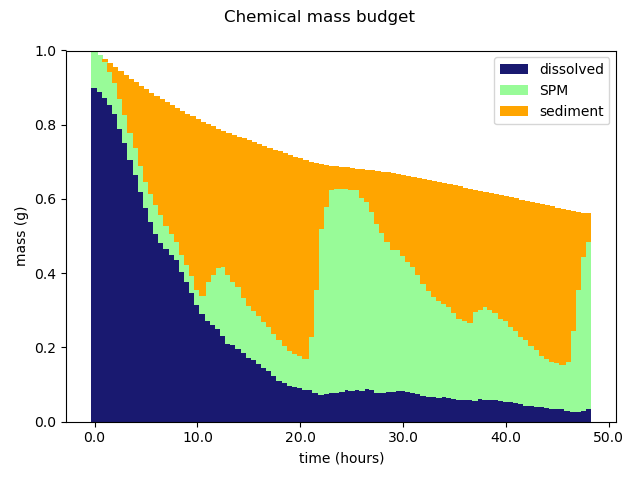 Chemical mass budget
1.0
0.8
0.6
0.4
0.2
0.0
mass (g)
dissolved
SPM
sediment
0.0 10.0 20.0 30.0 40.0 50.0
time (hours)